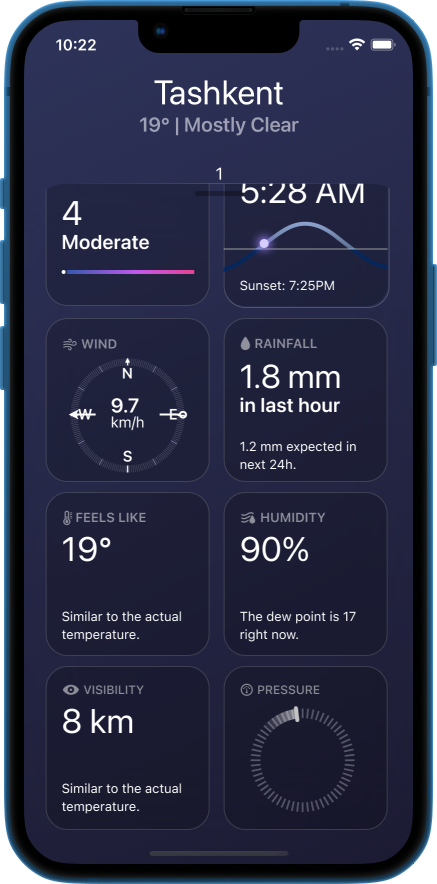 10:22
Tashkent
19° | Mostly Clear
1
4
Moderate
5:28 AM
Sunset: 7:25PM
WIND
N
W
9.7
km/h
E
S
RAINFALL
1.8 mm
in last hour
1.2 mm expected in
next 24h.
FEELS LIKE
19°
Similar to the actual
temperature.
HUMIDITY
90%
The dew point is 17
right now.
VISIBILITY
8 km
Similar to the actual
temperature.
PRESSURE